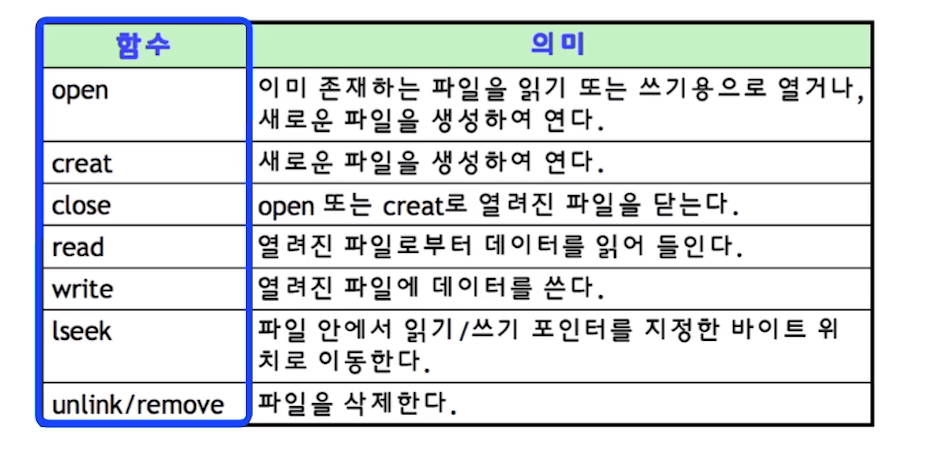 함수 의미
open 이미 존재하는 파일을 읽기 또는 쓰기용으로 열거나,
새로운 파일을 생성하여 연다.
creat 새로운 파일을 생성하여 연다.
close open 또는 creat로 열려진 파일을 닫는다.
read 열려진 파일로부터 데이터를 읽어 들인다.
write 열려진 파일에 데이터를 쓴다.
lseek 파일 안에서 읽기/쓰기 포인터를 지정한 바이트 위
치로 이동한다.
unlink/remove 파일을 삭제한다.